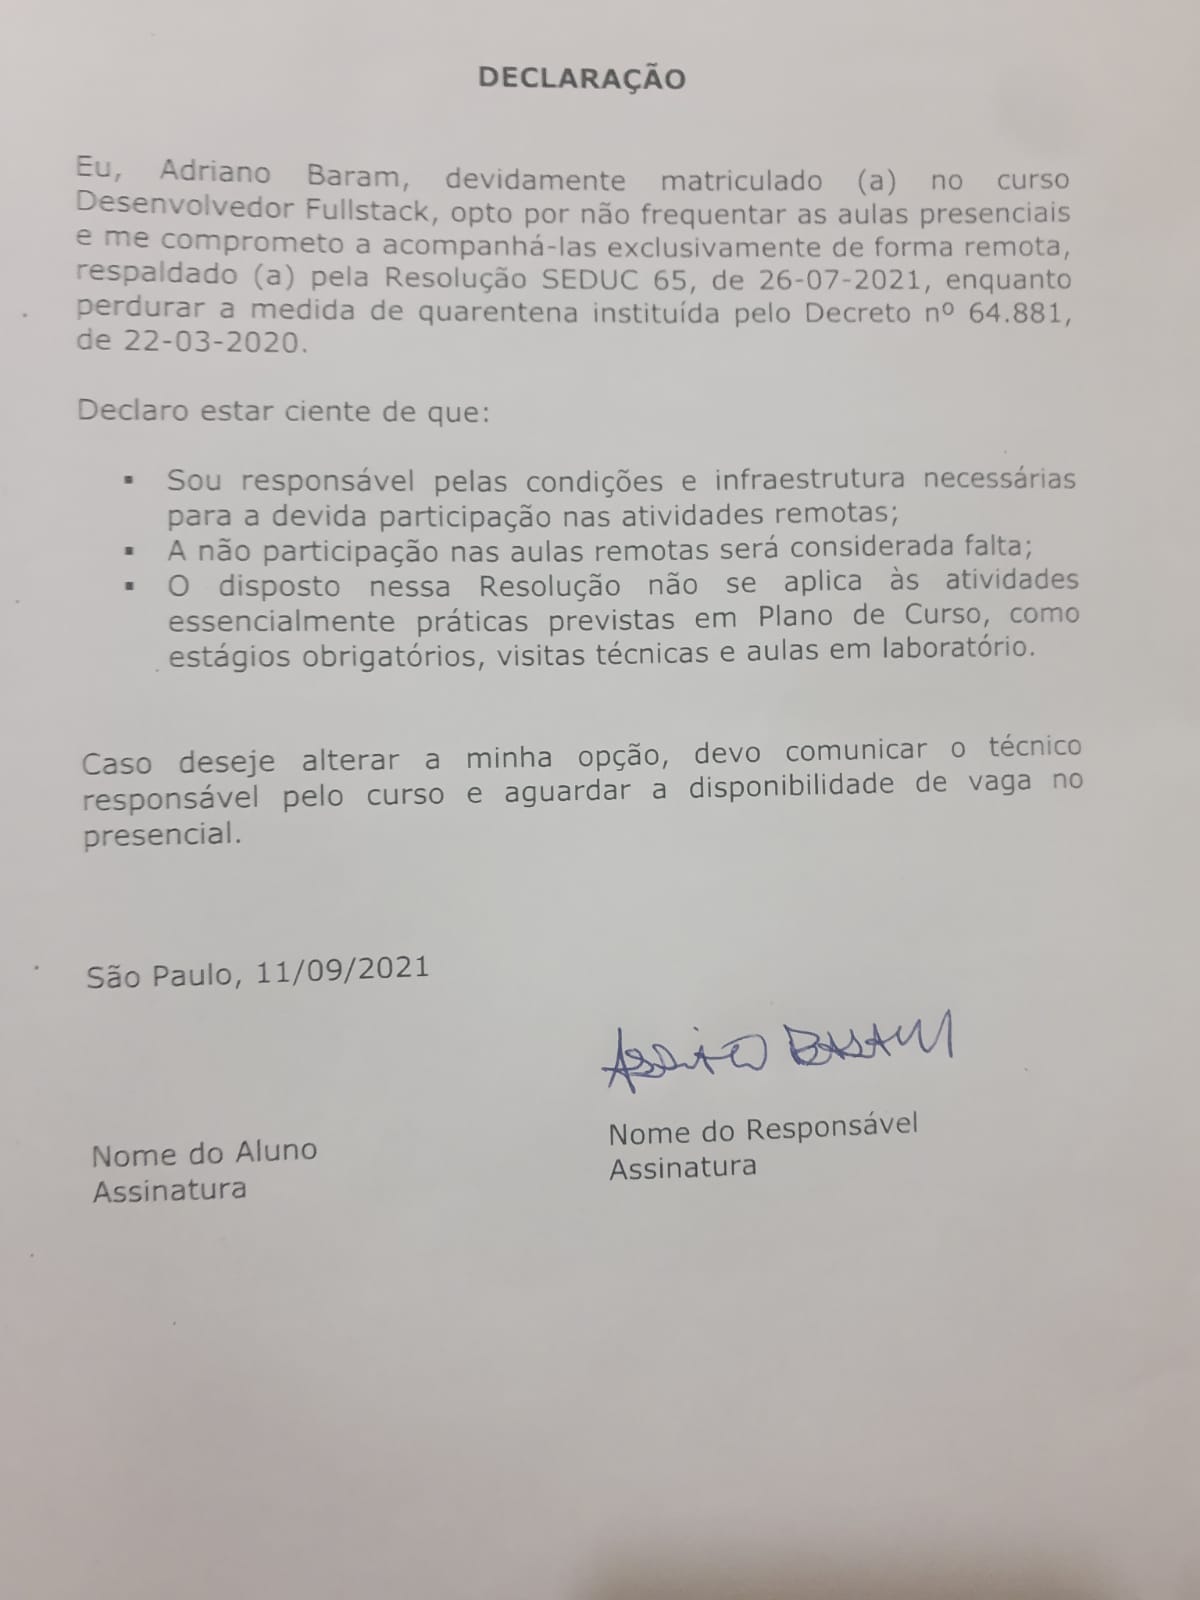 DECLARAÇÃO
Eu, Adriano Baram, devidamente matriculado (a) no curso
Desenvolvedor Fullstack, opto por não frequentar as aulas presenciais
e me comprometo a acompanhá-las exclusivamente de forma remota,
respaldado (a) pela Resolução SEDUC 65, de 26-07-2021, enquanto
perdurar a medida de quarentena instituída pelo Decreto nº 64.881,
de 22-03-2020.
Declaro estar ciente de que:
▪ Sou responsável pelas condições e infraestrutura necessárias
para a devida participação nas atividades remotas;
▪ A não participação nas aulas remotas será considerada falta;
▪ O disposto nessa Resolução não se aplica às atividades
essencialmente práticas previstas em Plano de Curso, como
estágios obrigatórios, visitas técnicas e aulas em laboratório.
Caso deseje alterar a minha opção, devo comunicar o técnico
responsável pelo curso e aguardar a disponibilidade de vaga no
presencial.
São Paulo, 11/09/2021
Nome do Aluno
Assinatura
Nome do Responsável
Assinatura